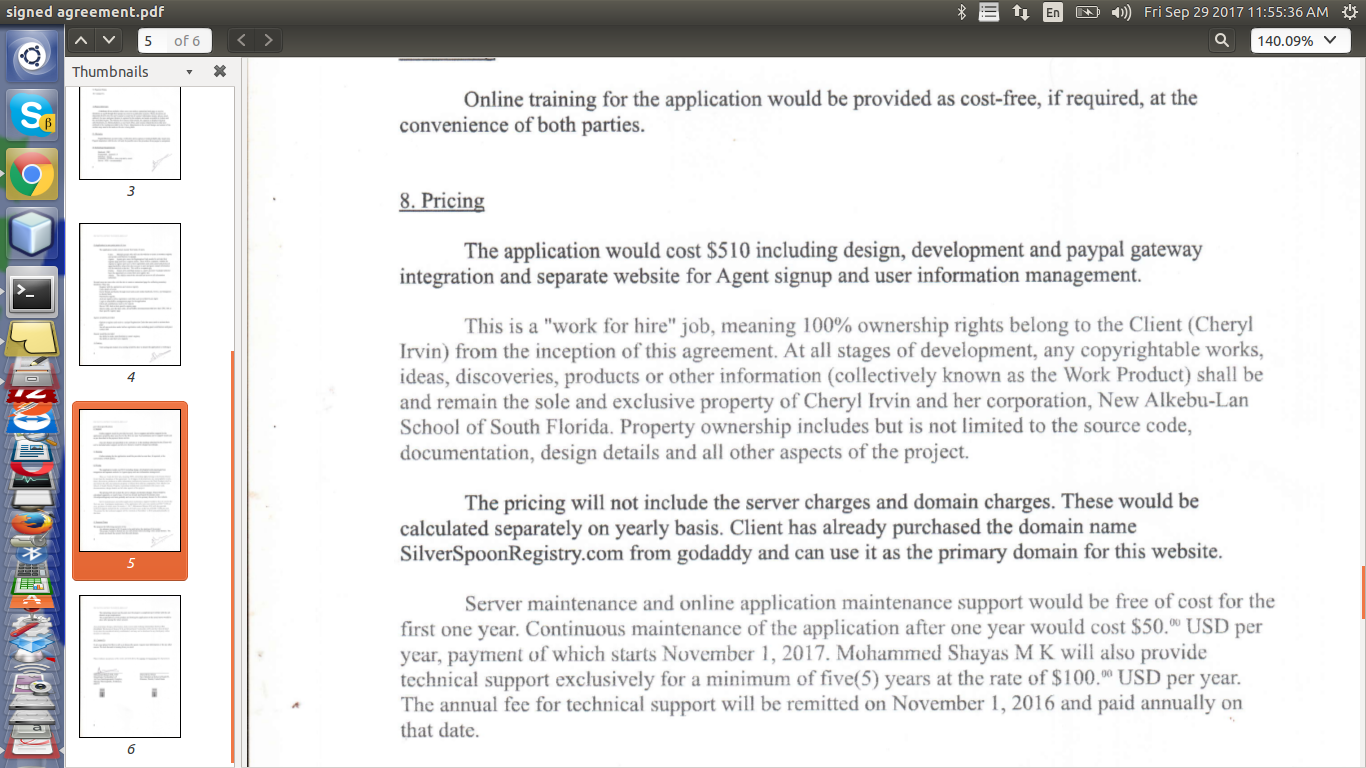 signed agreement.pdf
En
Fri Sep 29 2017 11:55:36 AM
5 of 6
140.09%
Thumbnails
3
4
5
6
Online training for the application would be provided as cost-free, if required, at the
convenience of both parties.
8. Pricing
The application would cost $510 including design, development and paypal gateway
integration and separate website for Agent signup and user information management.
This is a "work for hire" job, meaning 100% ownership rights belong to the Client (Cheryl
Irvin) from the inception of this agreement. At all stages of development, any copyrightable works,
ideas, discoveries, products or other information (collectively known as the Work Product) shall be
and remain the sole and exclusive property of Cheryl Irvin and her corporation, New Alkebu-Lan
School of South Florida. Property ownership includes but is not limited to the source code,
documentation, design details and all other aspects of the project.
The pricing will not include the server charges and domain charges. These would be
calculated separately on yearly basis. Client has already purchased the domain name
SilverSpoonRegistry.com from godaddy and can use it as the primary domain for this website.
Server maintenance and online application maintenance support would be free of cost for the
first one year. Continuous maintenance of the application after one year would cost $50.⁰⁰ USD per
year, payment of which starts November 1, 2017. Mohammed Shayas M K will also provide
technical support exclusively for a minimum of five(5) years at the rate of $100.⁰⁰ USD per year.
The annual fee for technical support will be remitted on November 1, 2016 and paid annually on
that date.